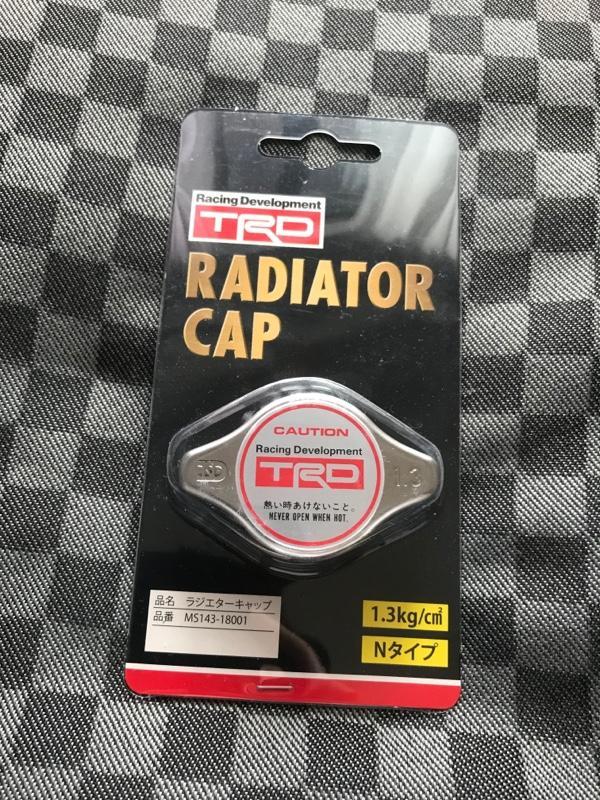 Racing Development
TRD
RADIATOR
CAP
CAUTION
Racing Development
TRD
熱い時あけないこと。
NEVER OPEN WHEN HOT.
1.3
品名 ラジエターキャップ
品番 MS143-18001
1.3kg/c㎡
Nタイプ